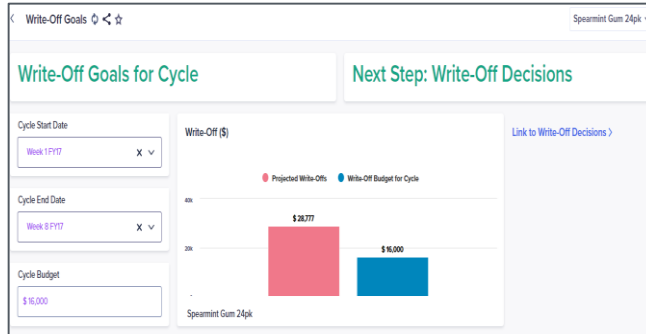 Write-Off Goals
Spearmint Gum 24pk
Write-Off Goals for Cycle
Next Step: Write-Off Decisions
Cycle Start Date
Week 1 FY17
X
Write-Off ($)
Link to Write-Off Decisions >
Projected Write-Offs
Write-Off Budget for Cycle
Cycle End Date
Week 8 FY17
X
40k
$ 28,777
20k
$ 16,000
-
Cycle Budget
$ 16,000
Spearmint Gum 24pk